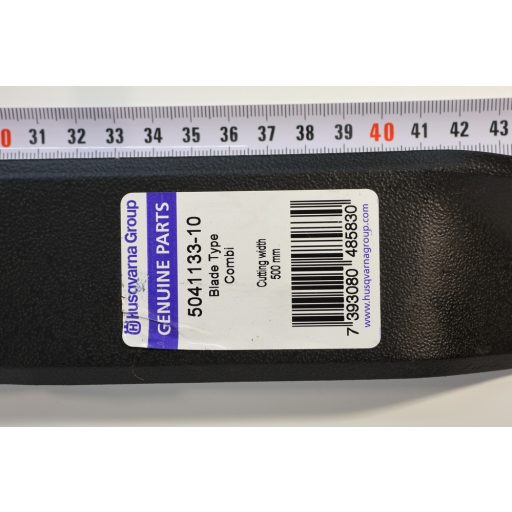 0 31 32 33 34 35 36 37 38 39 40 41 42 43
Husqvarna Group
GENUINE PARTS
5041133-10
Blade Type
Combi
Cutting width
500 mm
7 393080 485830
www.husqvarnagroup.com